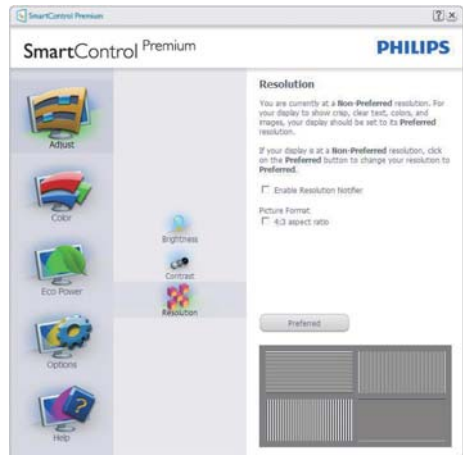 SmartControl Premium
SmartControl Premium
PHILIPS
Adjust
Color
Eco Power
Options
Help
Brightness
Contrast
Resolution
Resolution
You are currently at a Non-Preferred resolution. For
your display to show crisp, clear text, colors, and
images, your display should be set to its Preferred
resolution.
If your display is at a Non-Preferred resolution, click
on the Preferred button to change your resolution to
Preferred.
Enable Resolution Notifier
Picture Format
4:3 aspect ratio
Preferred